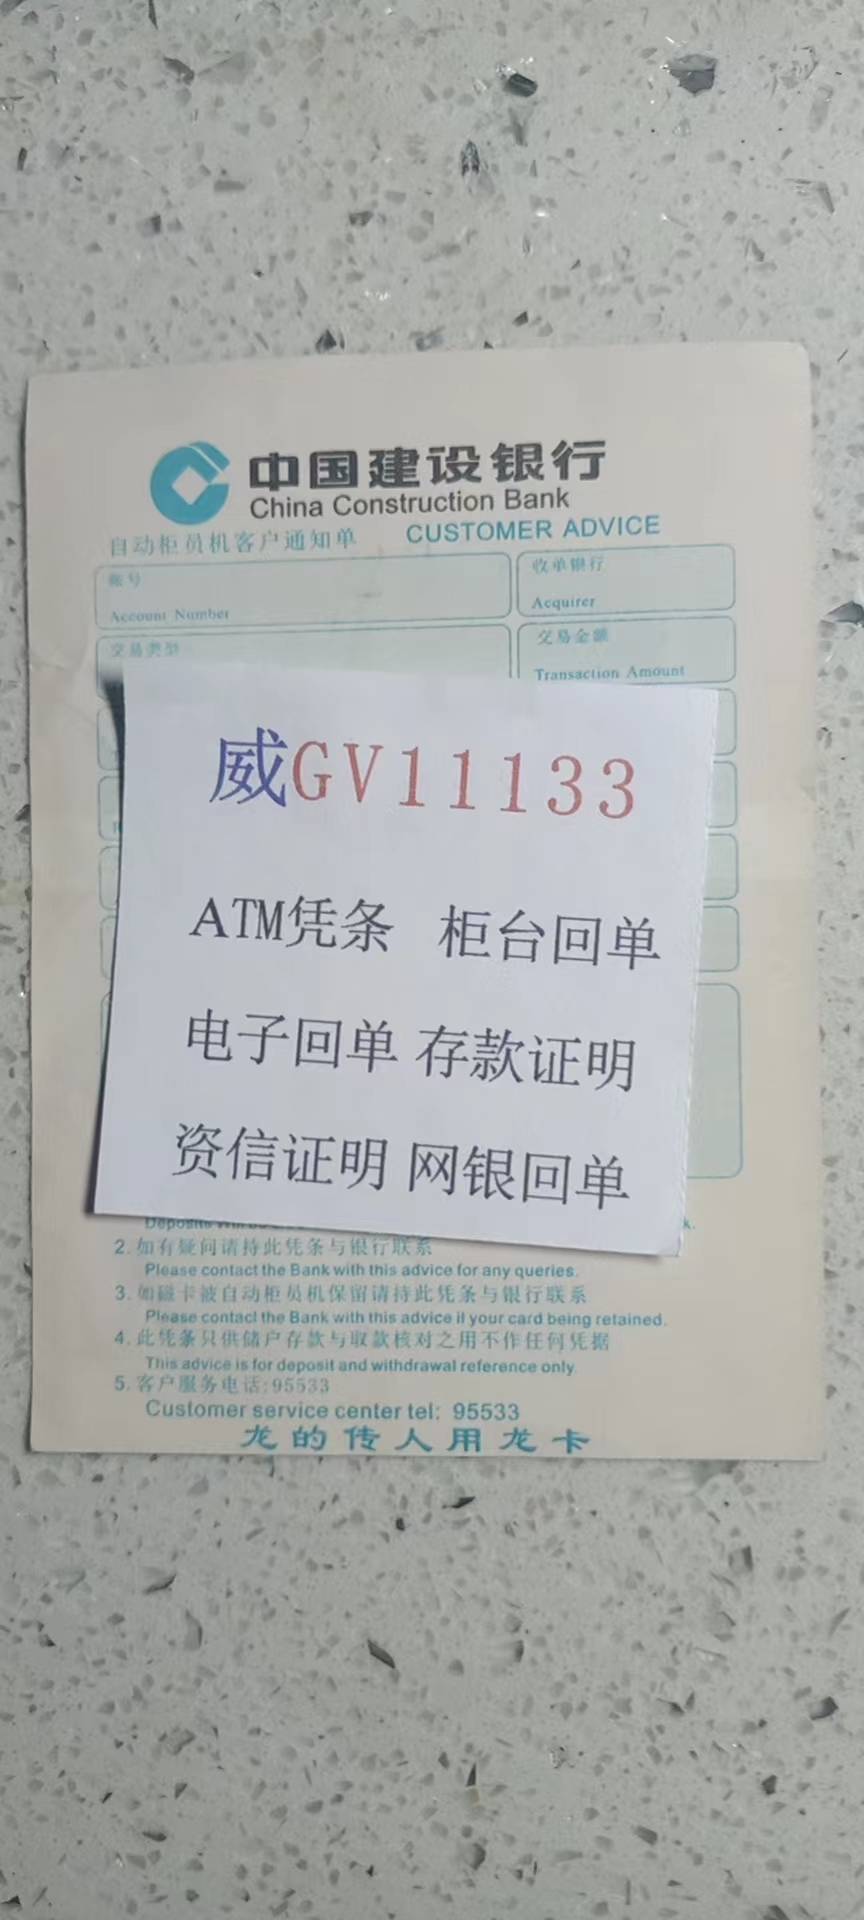 中国建设银行
China Construction Bank
自动柜员机客户通知单 CUSTOMER ADVICE
账号
Account Number
收单银行
Acquirer
交易类型
交易金额
Transaction Amount
威GV11133
ATM凭条 柜台回单
电子回单 存款证明
资信证明 网银回单
2.如有疑问请持此凭条与银行联系
Please contact the Bank with this advice for any queries.
3.如磁卡被自动柜员机保留请持此凭条与银行联系
Please contact the Bank with this advice if your card being retained.
4.此凭条只供储户存款与取款核对之用不作任何凭据
This advice is for deposit and withdrawal reference only.
5.客户服务电话:95533
Customer service center tel: 95533
龙的传人用龙卡